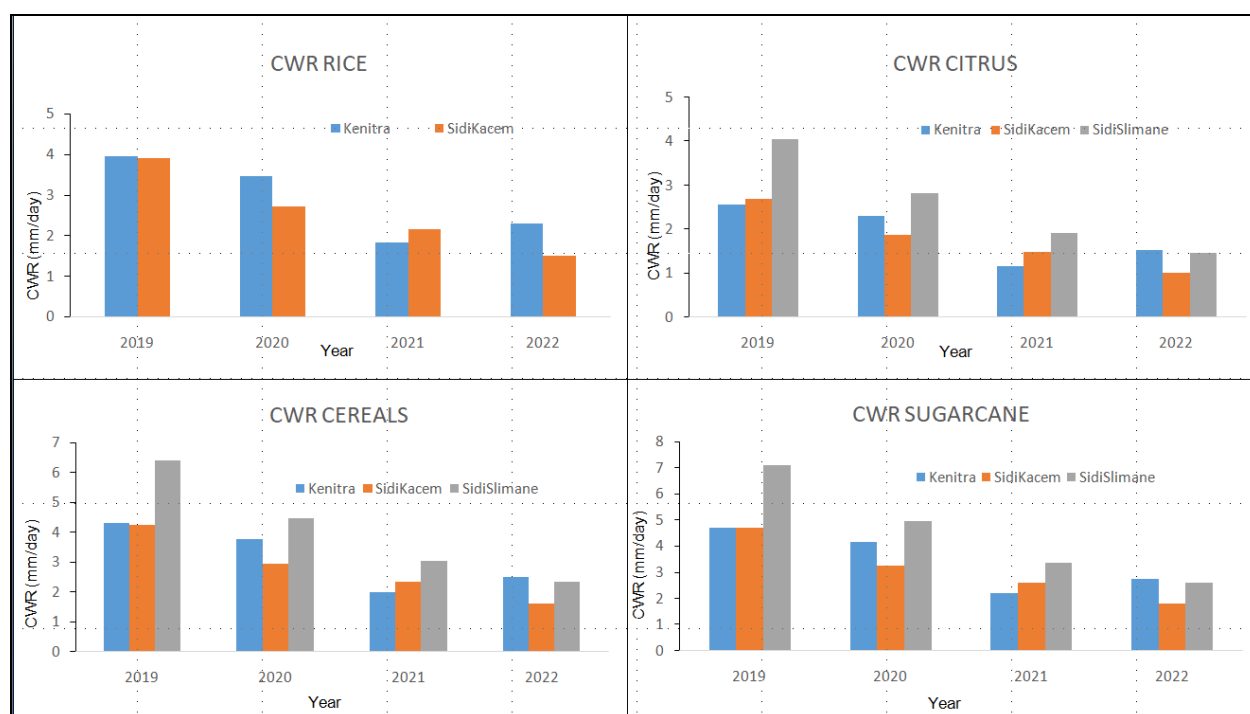 CWR RICE
5
Kenitra SidiKacem
4
3
2
1
0
CWR (mm/day)
2019 2020 2021 2022
Year
CWR CITRUS
5
Kenitra SidiKacem SidiSlimane
4
3
2
1
0
CWR (mm/day)
2019 2020 2021 2022
Year
CWR CEREALS
7
6
Kenitra SidiKacem SidiSlimane
5
4
3
2
1
0
CWR (mm/day)
2019 2020 2021 2022
Year
CWR SUGARCANE
8
7
Kenitra SidiKacem SidiSlimane
6
5
4
3
2
1
0
CWR (mm/day)
2019 2020 2021 2022
Year